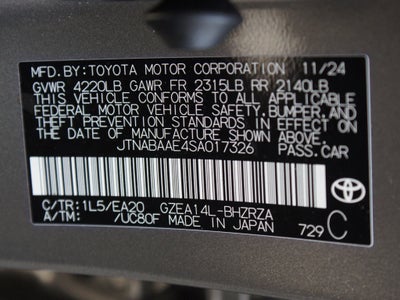 MFD.BY:TOYOTA MOTOR CORPORATION 11/24
GVWR 4220LB GAWR FR 2315LB RR 2140LB
THIS VEHICLE CONFORMS TO ALL APPLICABLE
FEDERAL MOTOR VEHICLE SAFETY,BUMPER,AND
THEFT PREVENTION STANDARDS IN EFFECT ON
THE DATE OF MANUFACTURE SHOWN ABOVE.
JTNABAAE4SA017326 PASS.CAR
C/TR:1L5/EA20 GZEA14L-BHZRZA
A/TM: /UC80F MADE IN JAPAN 729 C
TOYOTA